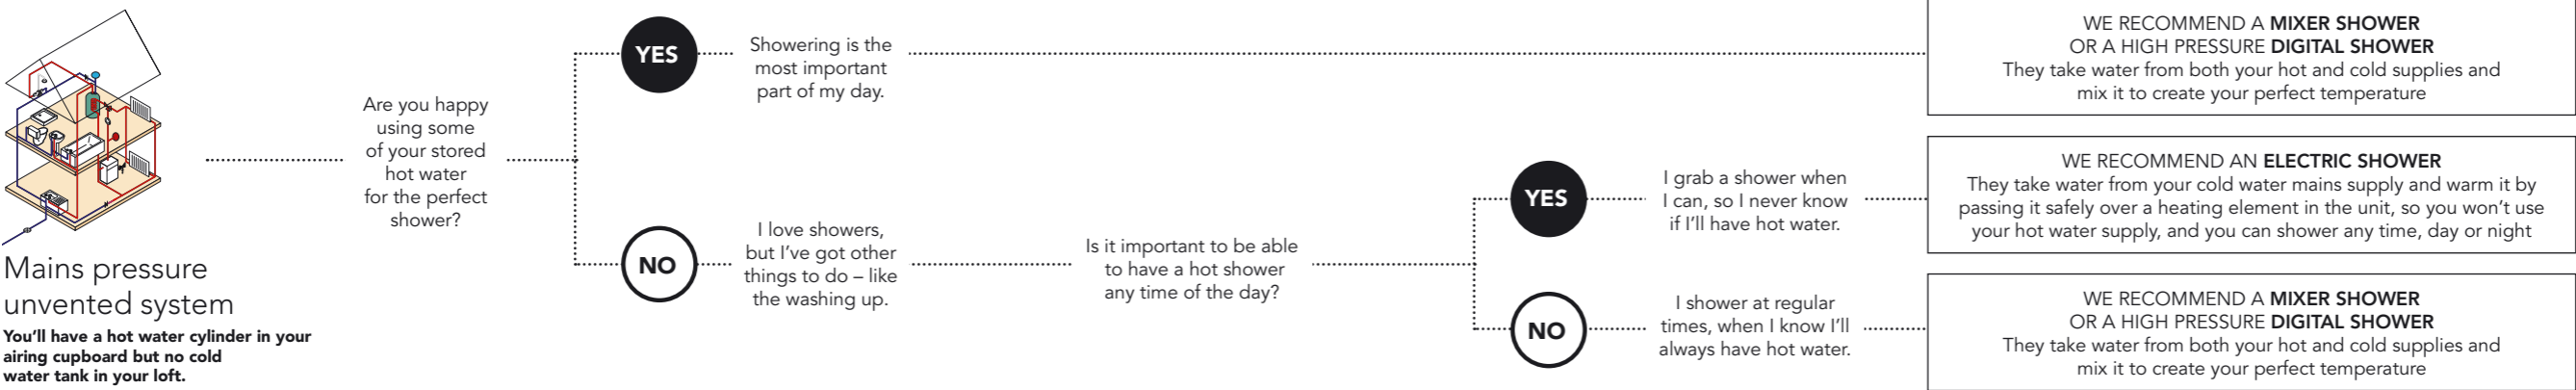 Mains pressure
unvented system
You’ll have a hot water cylinder in your
airing cupboard but no cold
water tank in your loft.
Are you happy
using some
of your stored
hot water
for the perfect
shower?
YES
Showering is the
most important
part of my day.
WE RECOMMEND A MIXER SHOWER
OR A HIGH PRESSURE DIGITAL SHOWER
They take water from both your hot and cold supplies and
mix it to create your perfect temperature
NO
I love showers,
but I’ve got other
things to do – like
the washing up.
Is it important to be able
to have a hot shower
any time of the day?
YES
I grab a shower when
I can, so I never know
if I’ll have hot water.
WE RECOMMEND AN ELECTRIC SHOWER
They take water from your cold water mains supply and warm it by
passing it safely over a heating element in the unit, so you won’t use
your hot water supply, and you can shower any time, day or night
NO
I shower at regular
times, when I know I’ll
always have hot water.
WE RECOMMEND A MIXER SHOWER
OR A HIGH PRESSURE DIGITAL SHOWER
They take water from both your hot and cold supplies and
mix it to create your perfect temperature